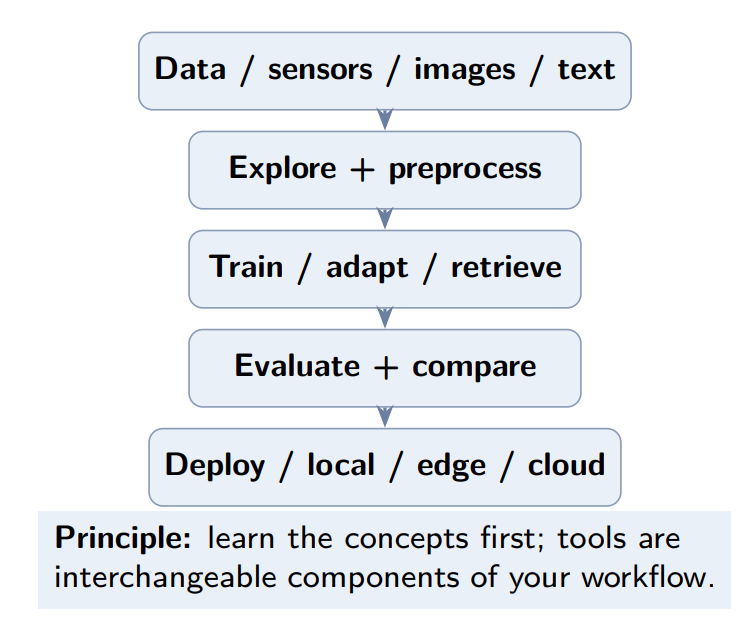 Data / sensors / images / text
Explore + preprocess
Train / adapt / retrieve
Evaluate + compare
Deploy / local / edge / cloud
Principle: learn the concepts first; tools are
interchangeable components of your workflow.